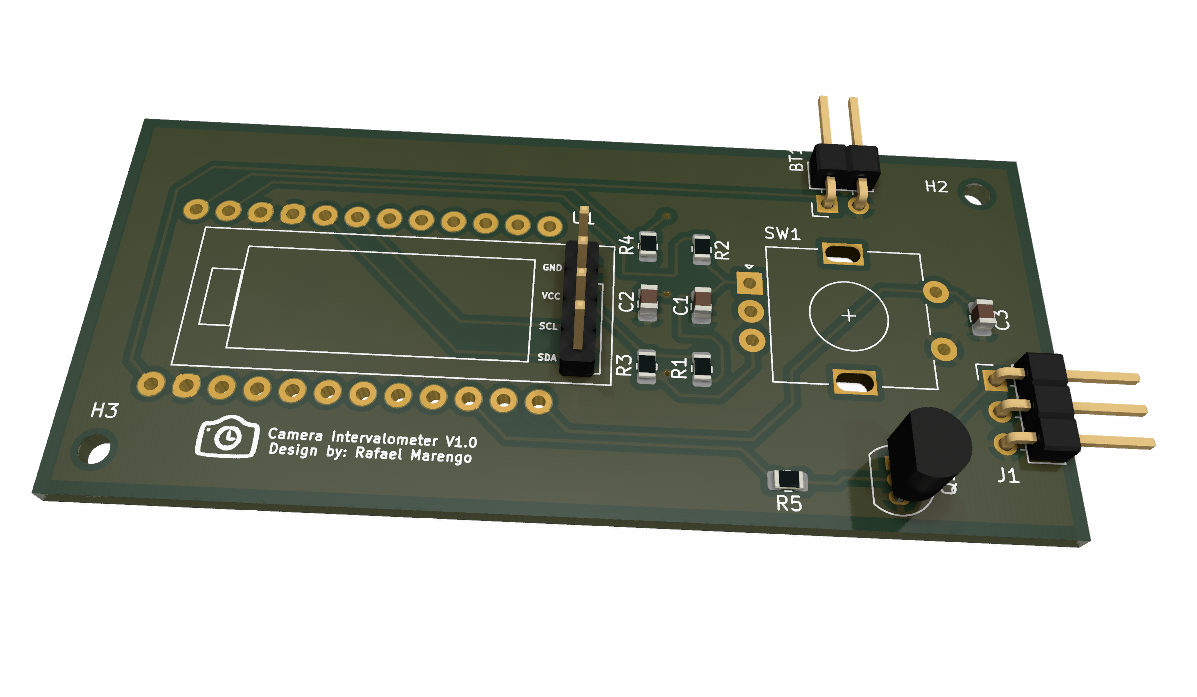 BT1
H2
U1
SW1
R4
R2
GND
VCC
C2
C1
C3
SCL
SDA
R3
R1
H3
Camera Intervalometer V1.0
Design by: Rafael Marengo
J1
R5